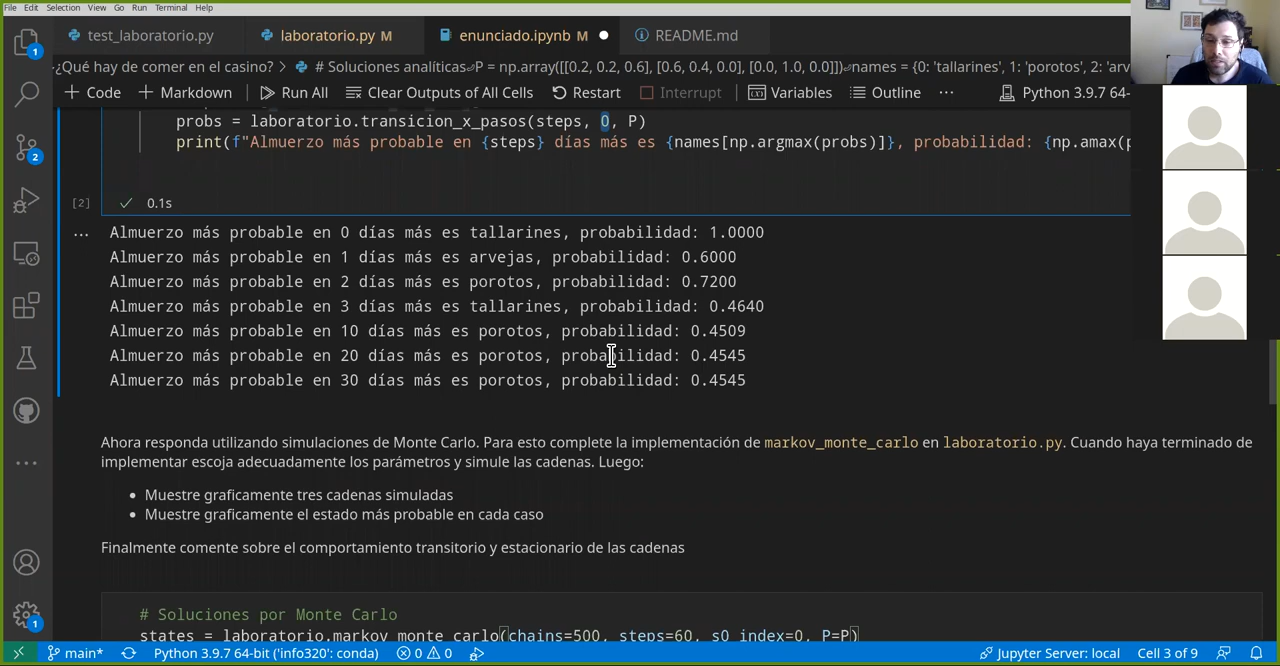 File Edit Selection View Go Run Terminal Help
test_laboratorio.py laboratorio.py M enunciado.ipynb M README.md
¿Qué hay de comer en el casino? > # Soluciones analíticas↵P = np.array([[0.2, 0.2, 0.6], [0.6, 0.4, 0.0], [0.0, 1.0, 0.0]])↵names = {0: 'tallarines', 1: 'porotos', 2: 'arv
+ Code + Markdown Run All Clear Outputs of All Cells Restart Interrupt Variables Outline ... Python 3.9.7 64-
probs = laboratorio.transicion_x_pasos(steps, 0, P)
print(f"Almuerzo más probable en {steps} días más es {names[np.argmax(probs)]}, probabilidad: {np.amax(p
[2] 0.1s
... Almuerzo más probable en 0 días más es tallarines, probabilidad: 1.0000
Almuerzo más probable en 1 días más es arvejas, probabilidad: 0.6000
Almuerzo más probable en 2 días más es porotos, probabilidad: 0.7200
Almuerzo más probable en 3 días más es tallarines, probabilidad: 0.4640
Almuerzo más probable en 10 días más es porotos, probabilidad: 0.4509
Almuerzo más probable en 20 días más es porotos, probabilidad: 0.4545
Almuerzo más probable en 30 días más es porotos, probabilidad: 0.4545
Ahora responda utilizando simulaciones de Monte Carlo. Para esto complete la implementación de markov_monte_carlo en laboratorio.py. Cuando haya terminado de
implementar escoja adecuadamente los parámetros y simule las cadenas. Luego:
• Muestre graficamente tres cadenas simuladas
• Muestre graficamente el estado más probable en cada caso
Finalmente comente sobre el comportamiento transitorio y estacionario de las cadenas
# Soluciones por Monte Carlo
states = laboratorio.markov_monte_carlo(chains=500, steps=60, s0_index=0, P=P)
1
2
1
main* Python 3.9.7 64-bit ('info320': conda) 0 0 Jupyter Server: local Cell 3 of 9